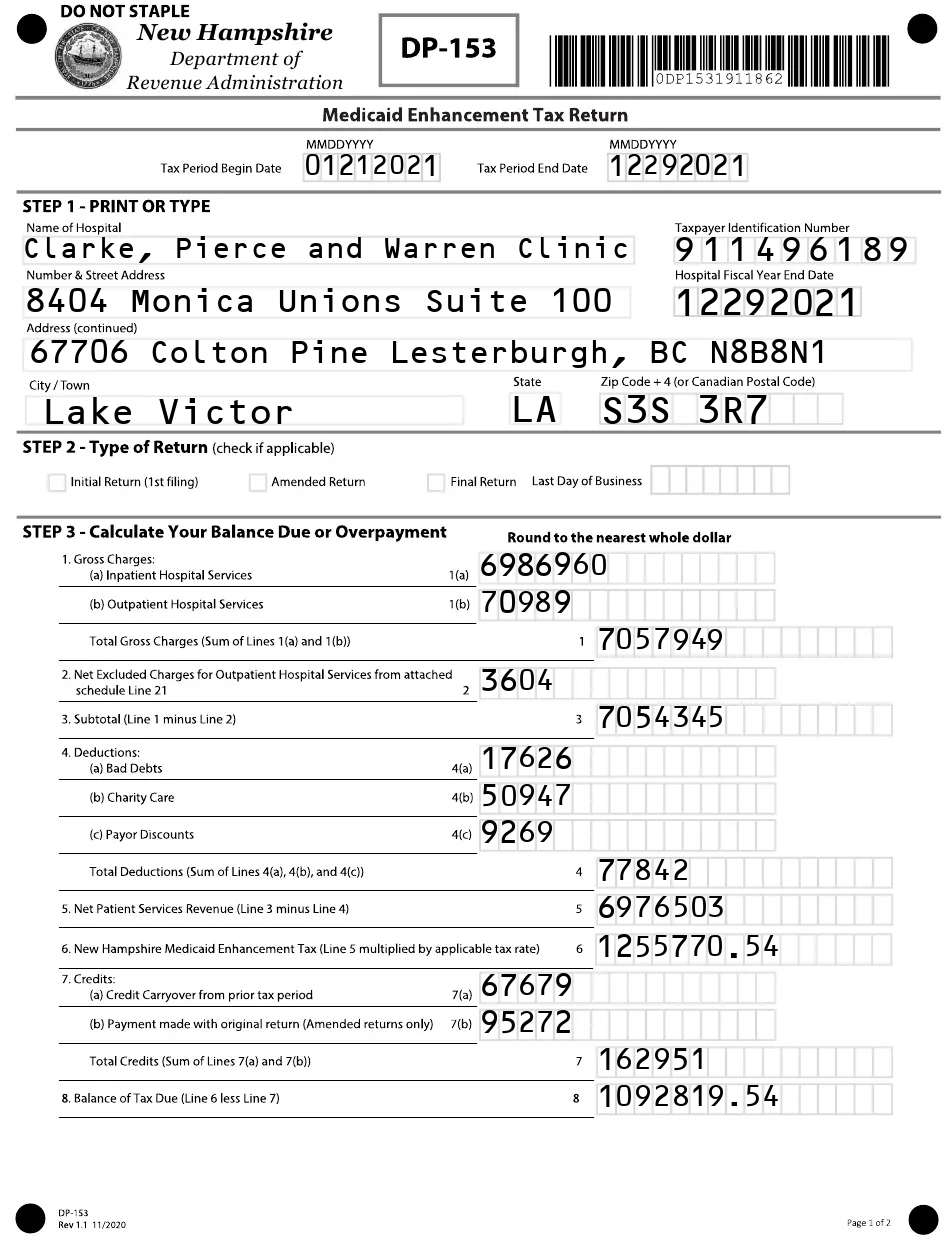 DO NOT STAPLE
New Hampshire
Department of
Revenue Administration
DP-153
0DP1531911862
Medicaid Enhancement Tax Return
MMDDYYYY MMDDYYYY
Tax Period Begin Date 01212021 Tax Period End Date 12292021
STEP 1 - PRINT OR TYPE
Name of Hospital Taxpayer Identification Number
Clarke, Pierce and Warren Clinic 911496189
Number & Street Address Hospital Fiscal Year End Date
8404 Monica Unions Suite 100 12292021
Address (continued)
67706 Colton Pine Lesterburgh, BC N8B8N1
City / Town State Zip Code + 4 (or Canadian Postal Code)
Lake Victor LA S3S 3R7
STEP 2 - Type of Return (check if applicable)
Initial Return (1st filing) Amended Return Final Return Last Day of Business
STEP 3 - Calculate Your Balance Due or Overpayment Round to the nearest whole dollar
1. Gross Charges:
(a) Inpatient Hospital Services 1(a) 6986960
(b) Outpatient Hospital Services 1(b) 70989
Total Gross Charges (Sum of Lines 1(a) and 1(b)) 1 7057949
2. Net Excluded Charges for Outpatient Hospital Services from attached
schedule Line 21 2 3604
3. Subtotal (Line 1 minus Line 2) 3 7054345
4. Deductions:
(a) Bad Debts 4(a) 17626
(b) Charity Care 4(b) 50947
(c) Payor Discounts 4(c) 9269
Total Deductions (Sum of Lines 4(a), 4(b), and 4(c)) 4 77842
5. Net Patient Services Revenue (Line 3 minus Line 4) 5 6976503
6. New Hampshire Medicaid Enhancement Tax (Line 5 multiplied by applicable tax rate) 6 1255770.54
7. Credits:
(a) Credit Carryover from prior tax period 7(a) 67679
(b) Payment made with original return (Amended returns only) 7(b) 95272
Total Credits (Sum of Lines 7(a) and 7(b)) 7 162951
8. Balance of Tax Due (Line 6 less Line 7) 8 1092819.54
DP-153
Rev 1.1 11/2020
Page 1 of 2